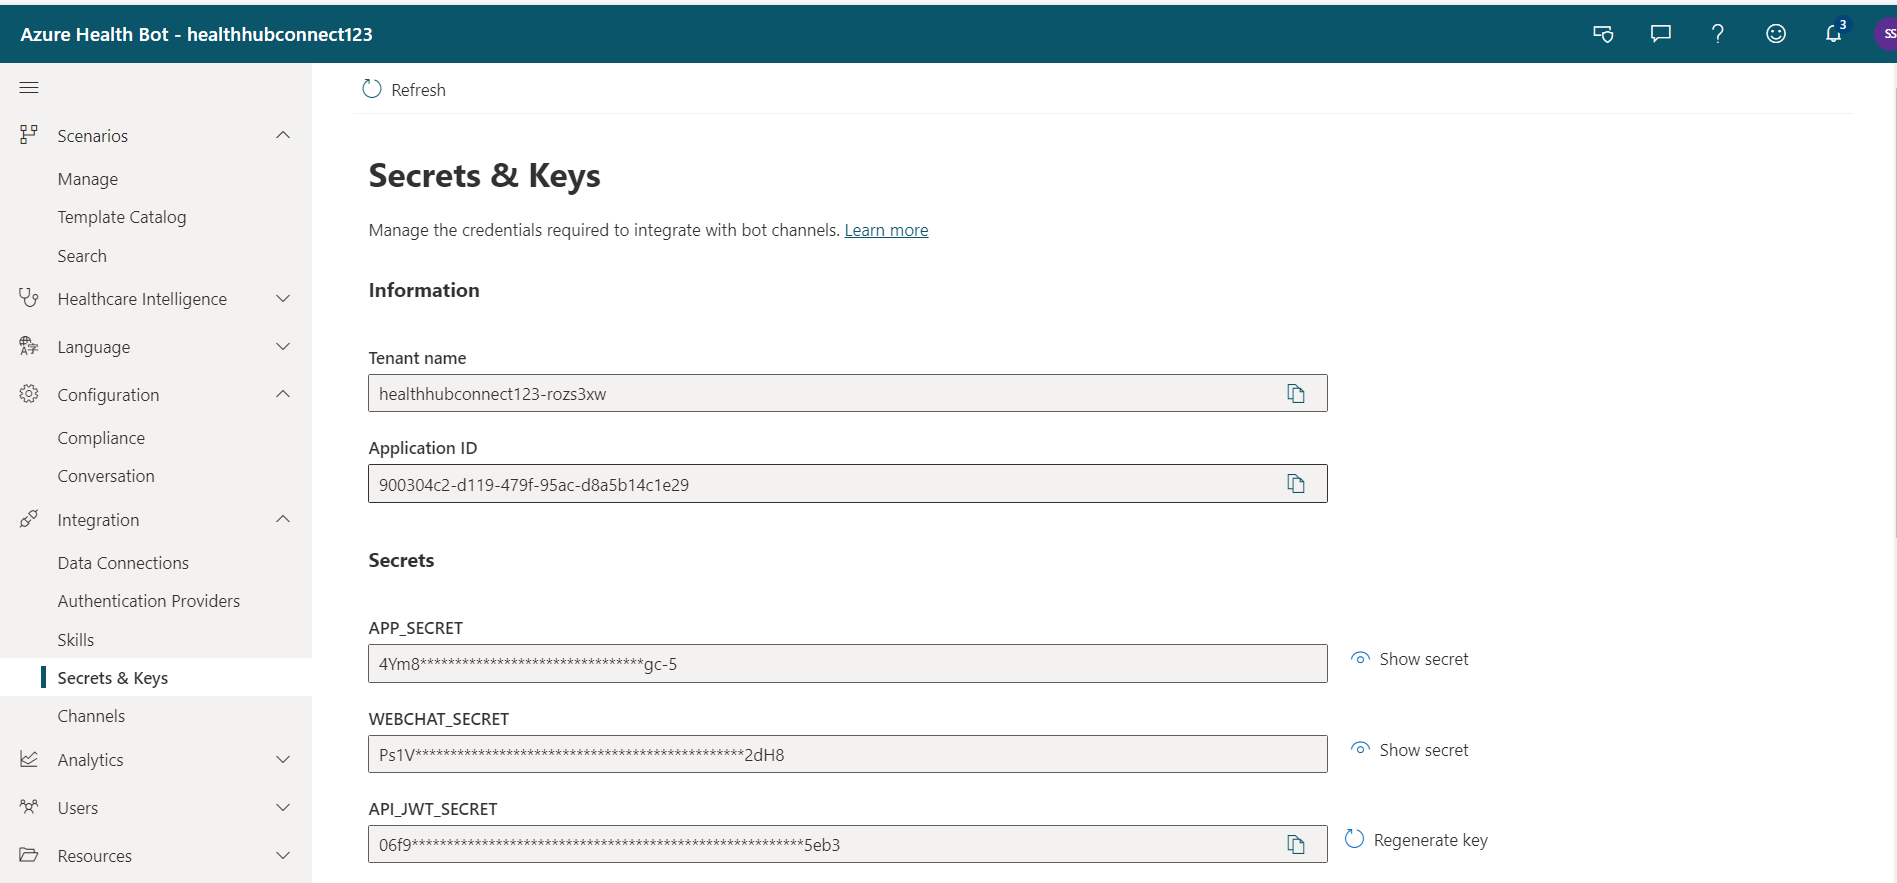 Azure Health Bot - healthhubconnect123
3
SS
Refresh
Scenarios
Manage
Template Catalog
Search
Healthcare Intelligence
Language
Configuration
Compliance
Conversation
Integration
Data Connections
Authentication Providers
Skills
Secrets & Keys
Channels
Analytics
Users
Resources
Secrets & Keys
Manage the credentials required to integrate with bot channels. Learn more
Information
Tenant name
healthhubconnect123-rozs3xw
Application ID
900304c2-d119-479f-95ac-d8a5b14c1e29
Secrets
APP_SECRET
4Ym8********************************gc-5
Show secret
WEBCHAT_SECRET
Ps1V***********************************************2dH8
Show secret
API_JWT_SECRET
06f9********************************************************5eb3
Regenerate key